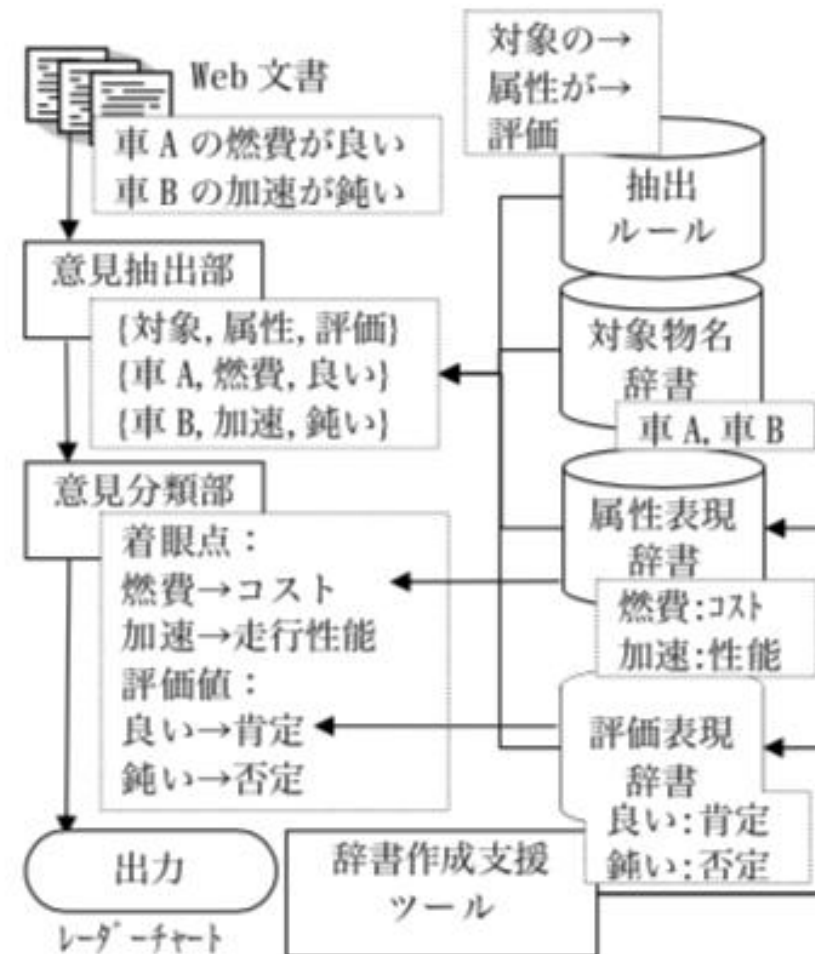 Web 文書
車 A の燃費が良い
車 B の加速が鈍い
意見抽出部
{対象,属性,評価}
{車 A,燃費,良い}
{車 B,加速,鈍い}
意見分類部
着眼点：
燃費→コスト
加速→走行性能
評価値：
良い→肯定
鈍い→否定
出力
ﾚｰﾀﾞｰﾁｬｰﾄ
対象の→
属性が→
評価
抽出
ルール
対象物名
辞書
車 A,車 B
属性表現
辞書
燃費:ｺｽﾄ
加速:性能
評価表現
辞書
良い:肯定
鈍い:否定
辞書作成支援
ツール